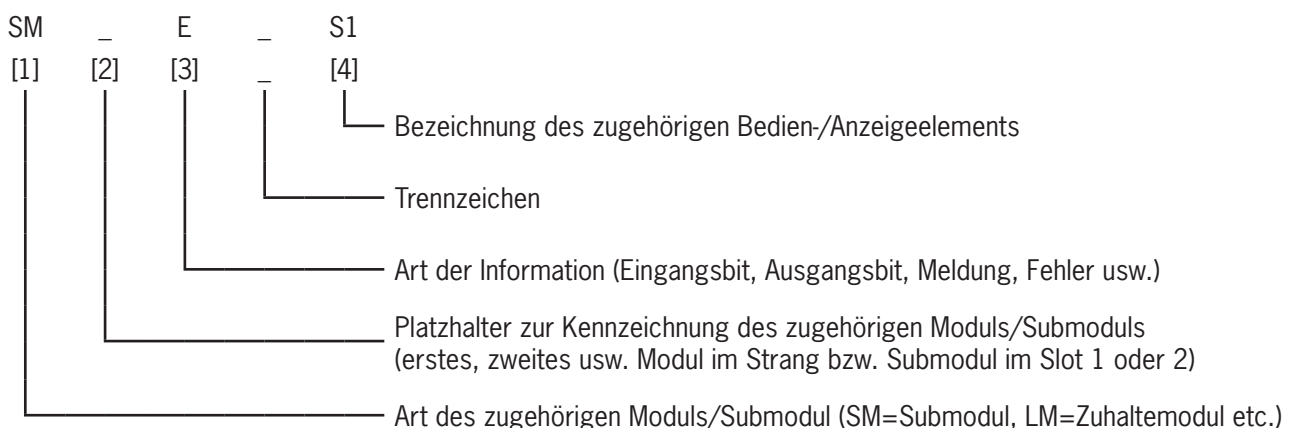 SM _ E _ S1
[1] [2] [3] _ [4]
Bezeichnung des zugehörigen Bedien-/Anzeigeelements
Trennzeichen
Art der Information (Eingangsbit, Ausgangsbit, Meldung, Fehler usw.)
Platzhalter zur Kennzeichnung des zugehörigen Moduls/Submoduls
(erstes, zweites usw. Modul im Strang bzw. Submodul im Slot 1 oder 2)
Art des zugehörigen Moduls/Submodul (SM=Submodul, LM=Zuhaltemodul etc.)